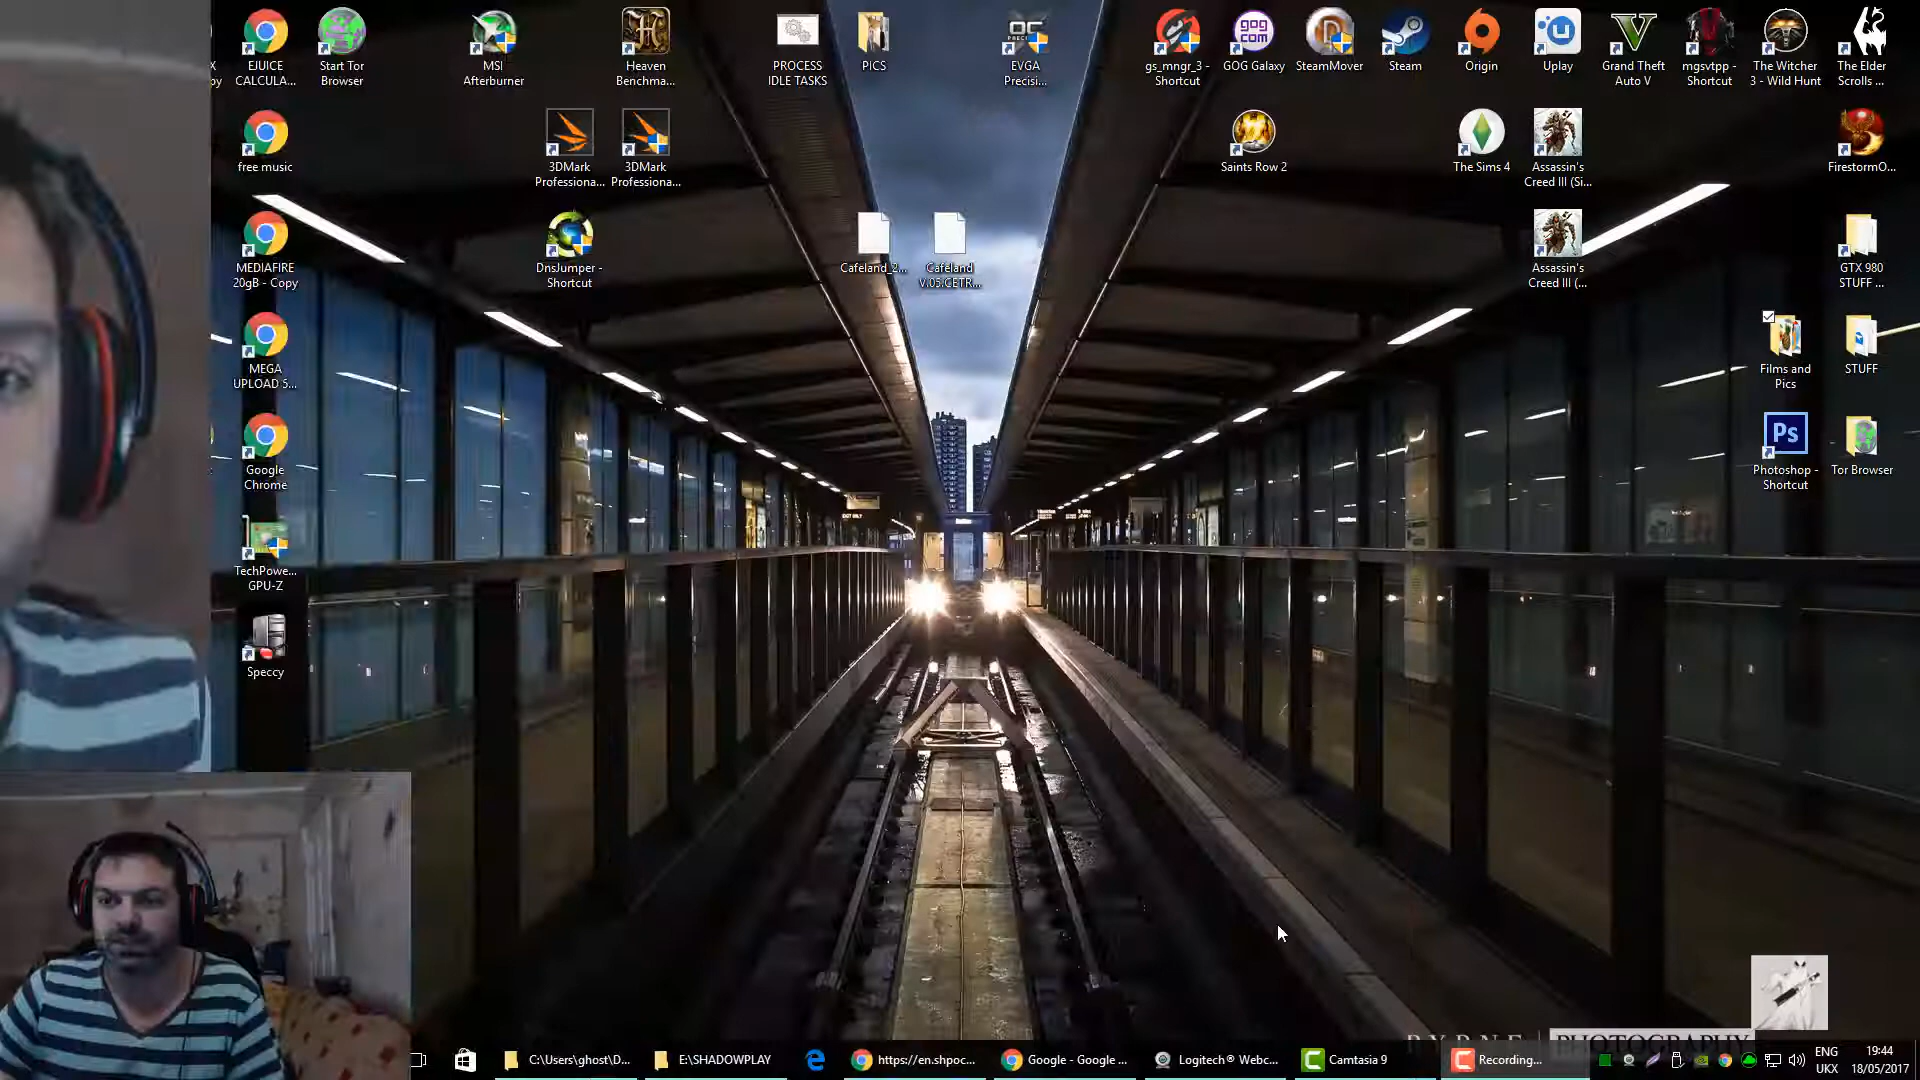 EJUICE
CALCULA...
Start Tor
Browser
MSI
Afterburner
Heaven
Benchma...
PROCESS
IDLE TASKS
PICS
EVGA
Precisi...
gs_mngr_3 -
Shortcut
GOG Galaxy
SteamMover
Steam
Origin
Uplay
Grand Theft
Auto V
mgsvtpp -
Shortcut
The Witcher
3 - Wild Hunt
The Elder
Scrolls ...
free music
3DMark
Professiona...
3DMark
Professiona...
Saints Row 2
The Sims 4
Assassin's
Creed III (Si...
FirestormO...
MEDIAFIRE
20gB - Copy
DnsJumper -
Shortcut
Cafeland_2...
Cafeland
V.05.CETR...
Assassin's
Creed III (...
GTX 980
STUFF ...
MEGA
UPLOAD 5...
Films and
Pics
STUFF
Google
Chrome
Ps
Photoshop -
Shortcut
Tor Browser
TechPowe...
GPU-Z
Speccy
BYRNE | PHOTOGRAPHY
C:\Users\ghost\D...
E:\SHADOWPLAY
https://en.shpoc...
Google - Google ...
Logitech® Webc...
Camtasia 9
Recording...
ENG
UKX
19:44
18/05/2017